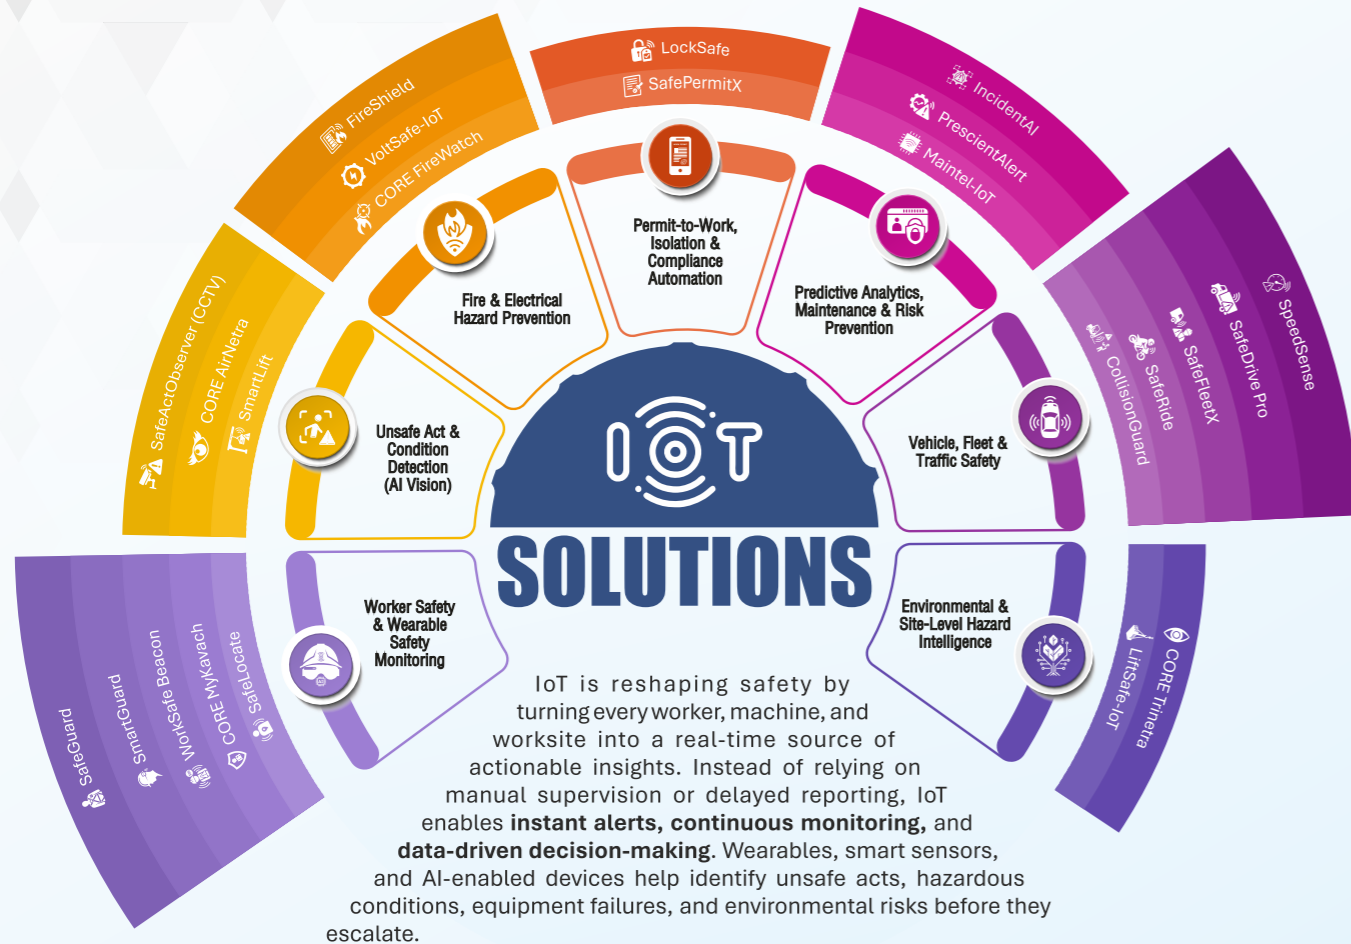 LockSafe
SafePermitX
FireShield
VoltSafe-IoT
CORE FireWatch
IncidentAI
PrescientAlert
Maintel-IoT
SafeActObserver (CCTV)
CORE AirNetra
SmartLift
SpeedSense
SafeDrive Pro
SafeFleetX
SafeRide
CollisionGuard
SafeGuard
SmartGuard
WorkSafe Beacon
CORE MyKavach
SafeLocate
CORE Trinetra
LiftSafe-IoT
Permit-to-Work,
Isolation &
Compliance
Automation
Fire & Electrical
Hazard Prevention
Predictive Analytics,
Maintenance & Risk
Prevention
Unsafe Act &
Condition
Detection
(AI Vision)
Vehicle, Fleet &
Traffic Safety
Worker Safety
& Wearable
Safety
Monitoring
Environmental &
Site-Level Hazard
Intelligence
IOT
SOLUTIONS
IoT is reshaping safety by
turning every worker, machine, and
worksite into a real-time source of
actionable insights. Instead of relying on
manual supervision or delayed reporting, IoT
enables instant alerts, continuous monitoring, and
data-driven decision-making. Wearables, smart sensors,
and AI-enabled devices help identify unsafe acts, hazardous
conditions, equipment failures, and environmental risks before they
escalate.